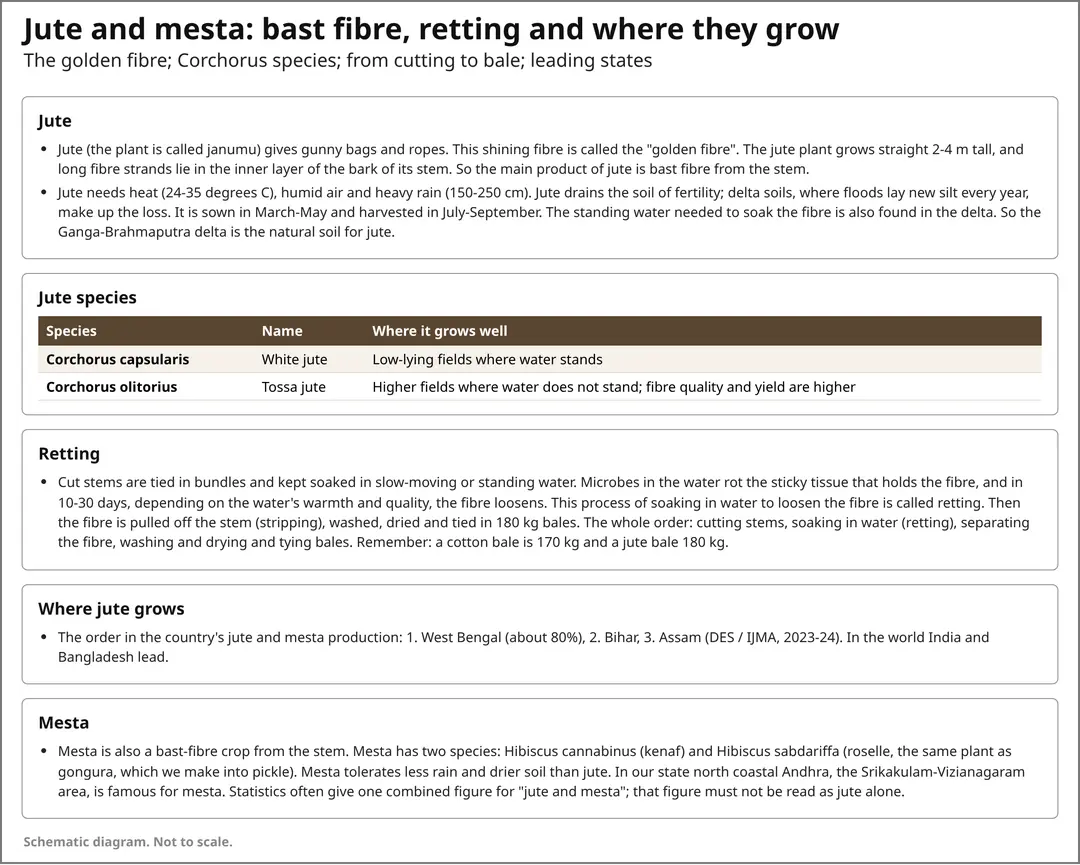 Jute and mesta: bast fibre, retting and where they grow
The golden fibre; Corchorus species; from cutting to bale; leading states
Jute
• Jute (the plant is called janumu) gives gunny bags and ropes. This shining fibre is called the "golden fibre". The jute plant grows straight 2-4 m tall, and
long fibre strands lie in the inner layer of the bark of its stem. So the main product of jute is bast fibre from the stem.
• Jute needs heat (24-35 degrees C), humid air and heavy rain (150-250 cm). Jute drains the soil of fertility; delta soils, where floods lay new silt every year,
make up the loss. It is sown in March-May and harvested in July-September. The standing water needed to soak the fibre is also found in the delta. So the
Ganga-Brahmaputra delta is the natural soil for jute.
Jute species
Species Name Where it grows well
Corchorus capsularis White jute Low-lying fields where water stands
Corchorus olitorius Tossa jute Higher fields where water does not stand; fibre quality and yield are higher
Retting
• Cut stems are tied in bundles and kept soaked in slow-moving or standing water. Microbes in the water rot the sticky tissue that holds the fibre, and in
10-30 days, depending on the water's warmth and quality, the fibre loosens. This process of soaking in water to loosen the fibre is called retting. Then
the fibre is pulled off the stem (stripping), washed, dried and tied in 180 kg bales. The whole order: cutting stems, soaking in water (retting), separating
the fibre, washing and drying and tying bales. Remember: a cotton bale is 170 kg and a jute bale 180 kg.
Where jute grows
• The order in the country's jute and mesta production: 1. West Bengal (about 80%), 2. Bihar, 3. Assam (DES / IJMA, 2023-24). In the world India and
Bangladesh lead.
Mesta
• Mesta is also a bast-fibre crop from the stem. Mesta has two species: Hibiscus cannabinus (kenaf) and Hibiscus sabdariffa (roselle, the same plant as
gongura, which we make into pickle). Mesta tolerates less rain and drier soil than jute. In our state north coastal Andhra, the Srikakulam-Vizianagaram
area, is famous for mesta. Statistics often give one combined figure for "jute and mesta"; that figure must not be read as jute alone.
Schematic diagram. Not to scale.